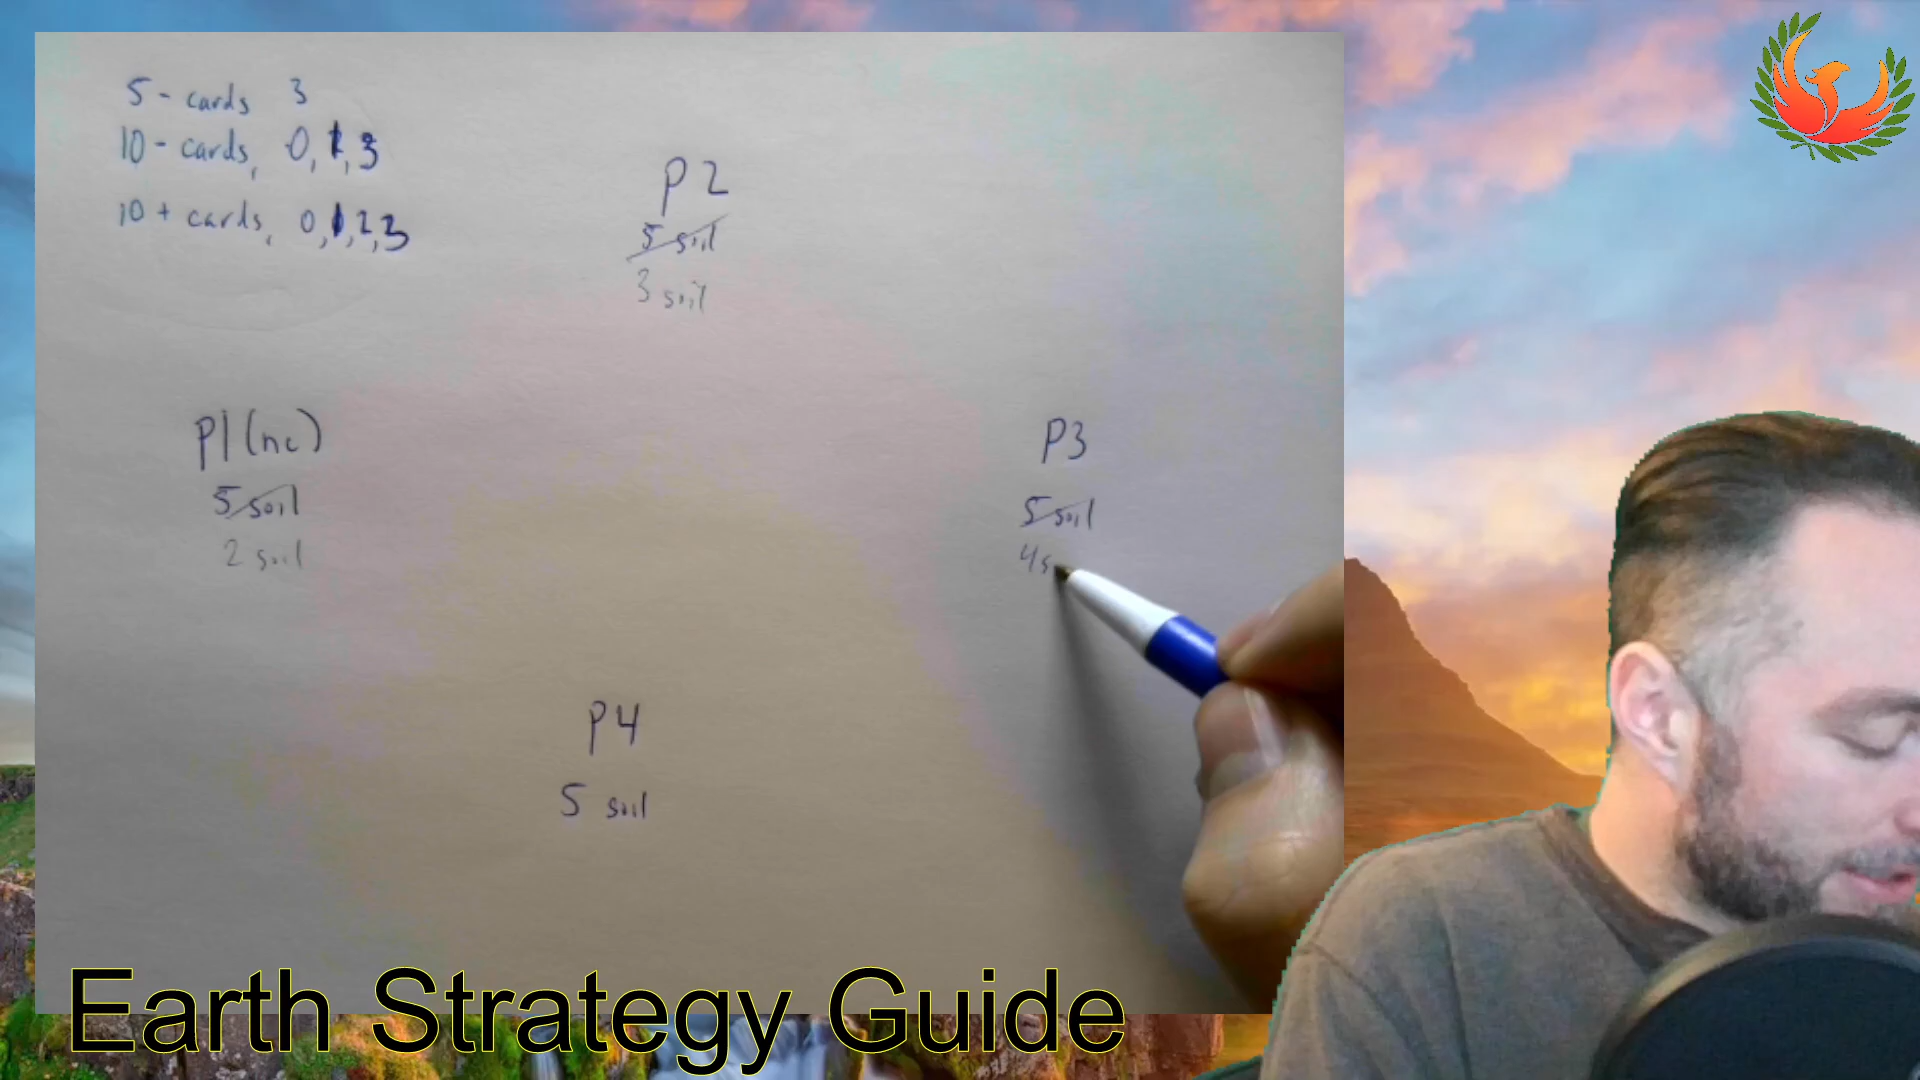 5 - cards 3
10 - cards, 0, 1, 3
10 + cards, 0, 1, 2, 3
P2
5 soil
3 soil
P1 (nc)
5 soil
2 soil
P3
5 soil
4s
P4
5 soil
Earth Strategy Guide